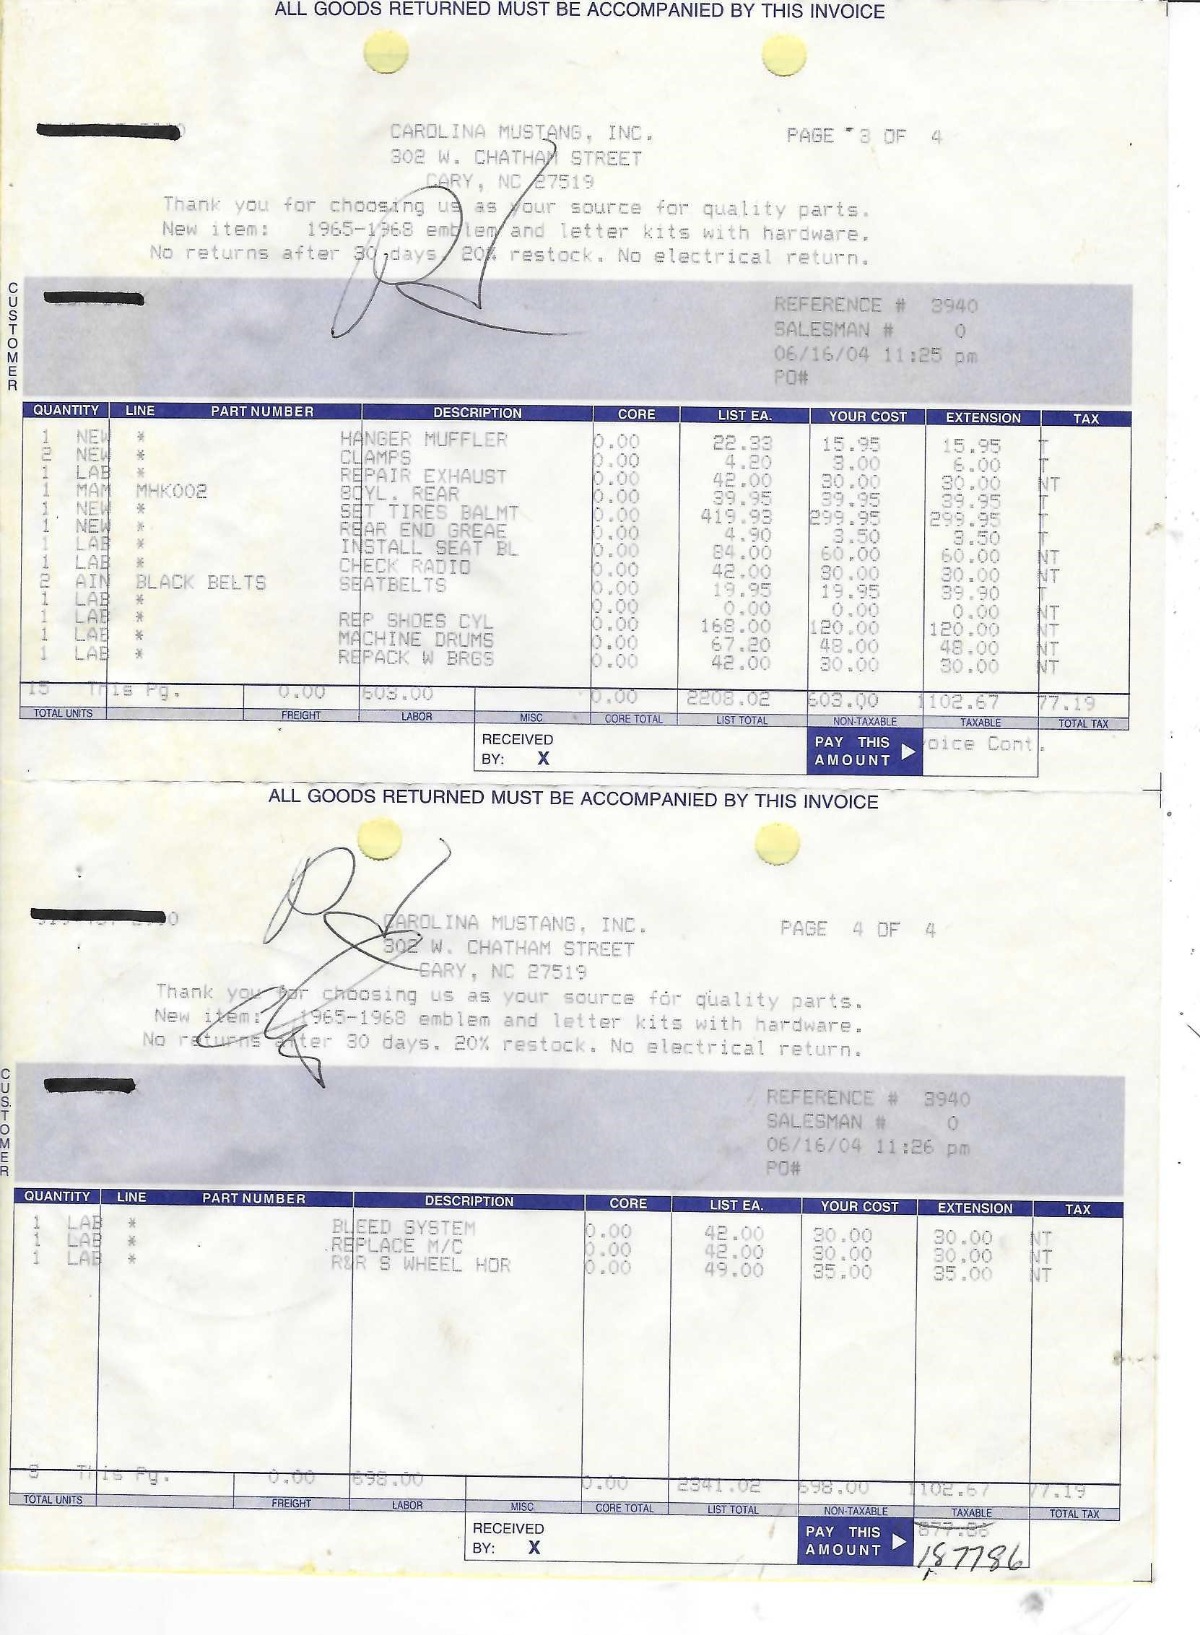 ALL GOODS RETURNED MUST BE ACCOMPANIED BY THIS INVOICE
CAROLINA MUSTANG, INC. PAGE 3 OF 4
302 W. CHATHAM STREET
CARY, NC 27519
Thank you for choosing us as your source for quality parts.
New item: 1965-1968 emblem and letter kits with hardware.
No returns after 30 days. 20% restock. No electrical return.
CUSTOMER
REFERENCE # 3940
SALESMAN # 0
06/16/04 11:25 pm
PO#
QUANTITY LINE PART NUMBER DESCRIPTION CORE LIST EA. YOUR COST EXTENSION TAX
1 NEW * HANGER MUFFLER 0.00 22.33 15.95 15.95 T
2 NEW * CLAMPS 0.00 4.20 3.00 6.00 T
1 LAB * REPAIR EXHAUST 0.00 42.00 30.00 30.00 NT
1 MAM MHK002 BCYL. REAR 0.00 39.95 39.95 39.95 T
1 NEW * SET TIRES BALMT 0.00 419.93 299.95 299.95 T
1 NEW * REAR END GREAE 0.00 4.90 3.50 3.50 T
1 LAB * INSTALL SEAT BL 0.00 84.00 60.00 60.00 NT
1 LAB * CHECK RADIO 0.00 42.00 30.00 30.00 NT
2 AIN BLACK BELTS SEATBELTS 0.00 19.95 19.95 39.90 T
1 LAB * 0.00 0.00 0.00 0.00 NT
1 LAB * REP SHOES CYL 0.00 168.00 120.00 120.00 NT
1 LAB * MACHINE DRUMS 0.00 67.20 48.00 48.00 NT
1 LAB * REPACK W BRGS 0.00 42.00 30.00 30.00 NT
15 This Pg. 0.00 603.00 0.00 2208.02 603.00 1102.67 77.19
TOTAL UNITS FREIGHT LABOR MISC CORE TOTAL LIST TOTAL NON-TAXABLE TAXABLE TOTAL TAX
RECEIVED PAY THIS voice Cont.
BY: X AMOUNT
ALL GOODS RETURNED MUST BE ACCOMPANIED BY THIS INVOICE
CAROLINA MUSTANG, INC. PAGE 4 OF 4
302 W. CHATHAM STREET
CARY, NC 27519
Thank you for choosing us as your source for quality parts.
New item: 1965-1968 emblem and letter kits with hardware.
No returns after 30 days. 20% restock. No electrical return.
CUSTOMER
REFERENCE # 3940
SALESMAN # 0
06/16/04 11:26 pm
PO#
QUANTITY LINE PART NUMBER DESCRIPTION CORE LIST EA. YOUR COST EXTENSION TAX
1 LAB * BLEED SYSTEM 0.00 42.00 30.00 30.00 NT
1 LAB * REPLACE M/C 0.00 42.00 30.00 30.00 NT
1 LAB * R&R S WHEEL HDR 0.00 49.00 35.00 35.00 NT
3 This Pg. 0.00 698.00 0.00 2341.02 698.00 1102.67 77.19
TOTAL UNITS FREIGHT LABOR MISC CORE TOTAL LIST TOTAL NON-TAXABLE TAXABLE TOTAL TAX
RECEIVED PAY THIS 877.86
BY: X AMOUNT 1,877 86